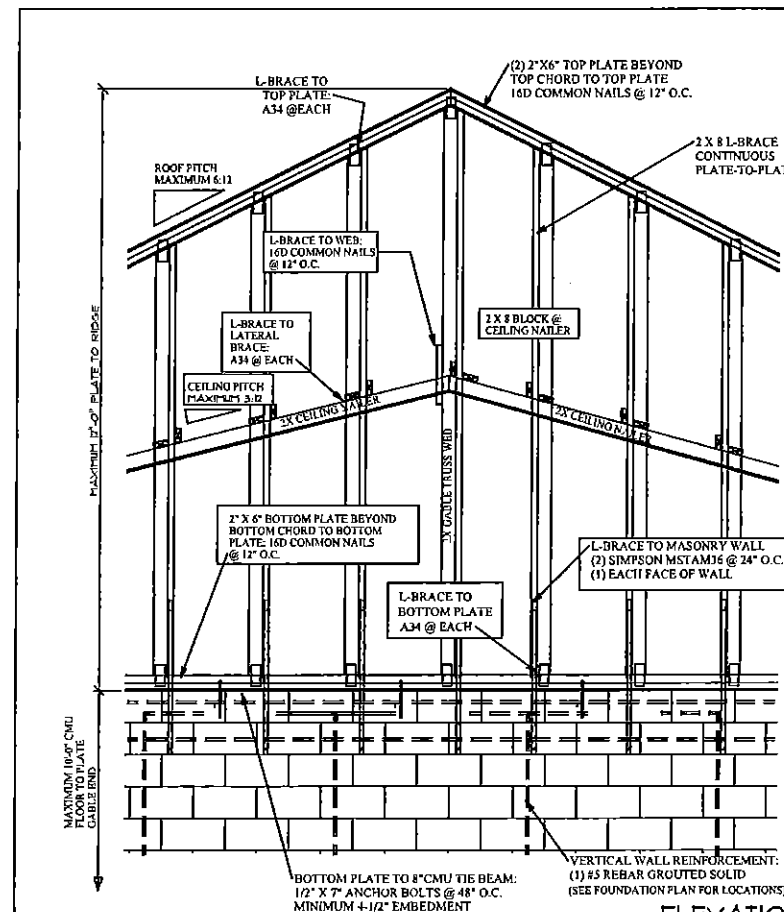 (2) 2"X6" TOP PLATE BEYOND
TOP CHORD TO TOP PLATE
16D COMMON NAILS @ 12" O.C.
L-BRACE TO
TOP PLATE:
A34 @EACH
2 X 8 L-BRACE
CONTINUOUS
PLATE-TO-PLAT
ROOF PITCH
MAXIMUM 6:12
L-BRACE TO WEB:
16D COMMON NAILS
@ 12" O.C.
2 X 8 BLOCK @
CEILING NAILER
L-BRACE TO
LATERAL
BRACE:
A34 @ EACH
CEILING PITCH
MAXIMUM 3:12
2X CEILING NAILER
2X CEILING NAILER
2X GABLE TRUSS WEB
PLATE TO RIDGE
2" X 6" BOTTOM PLATE BEYOND
BOTTOM CHORD TO BOTTOM
PLATE: 16D COMMON NAILS
@ 12" O.C.
L-BRACE TO MASONRY WALL
(2) SIMPSON MSTAM36 @ 24" O.C.
(1) EACH FACE OF WALL
L-BRACE TO
BOTTOM PLATE
A34 @ EACH
MAXIMUM 10'-0" CMU
FLOOR TO PLATE
GABLE END
BOTTOM PLATE TO 8"CMU TIE BEAM:
1/2" X 7" ANCHOR BOLTS @ 48" O.C.
MINIMUM 4-1/2" EMBEDMENT
VERTICAL WALL REINFORCEMENT:
(1) #5 REBAR GROUTED SOLID
(SEE FOUNDATION PLAN FOR LOCATIONS)